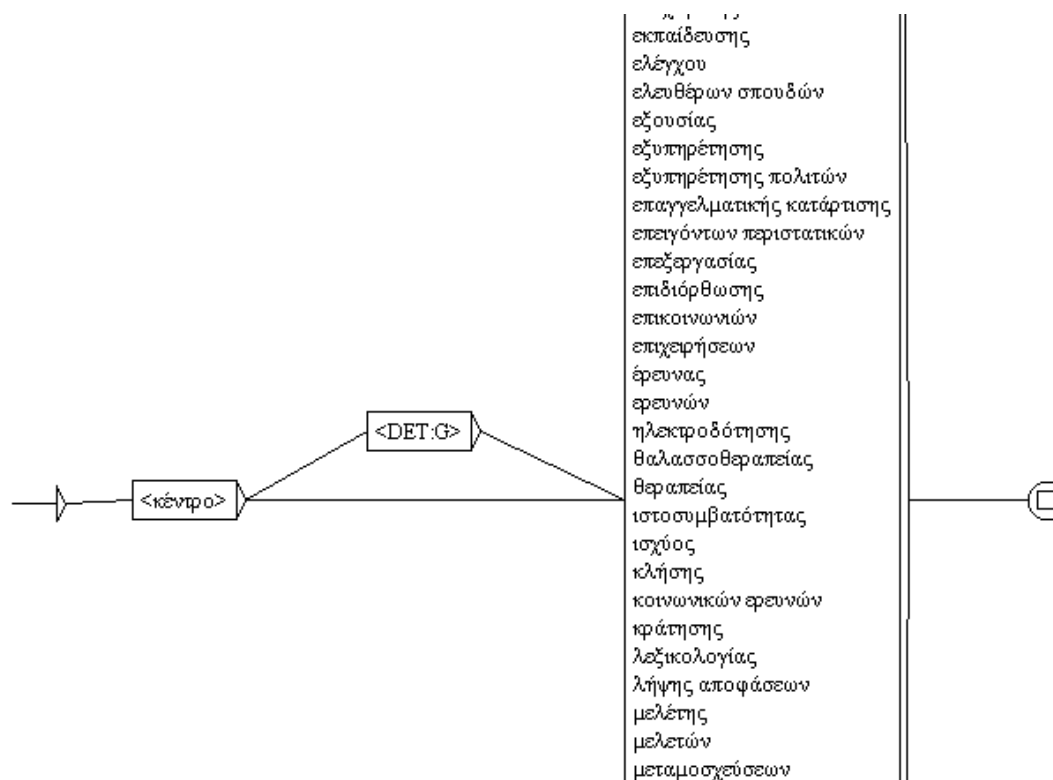 <κέντρο>
<DET:G>
εκπαίδευσης
ελέγχου
ελευθέρων σπουδών
εξουσίας
εξυπηρέτησης
εξυπηρέτησης πολιτών
επαγγελματικής κατάρτισης
επειγόντων περιστατικών
επεξεργασίας
επιδιόρθωσης
επικοινωνιών
επιχειρήσεων
έρευνας
ερευνών
ηλεκτροδότησης
θαλασσοθεραπείας
θεραπείας
ιστοσυμβατότητας
ισχύος
κλήσης
κοινωνικών ερευνών
κράτησης
λεξικολογίας
λήψης αποφάσεων
μελέτης
μελετών
μεταμοσχεύσεων